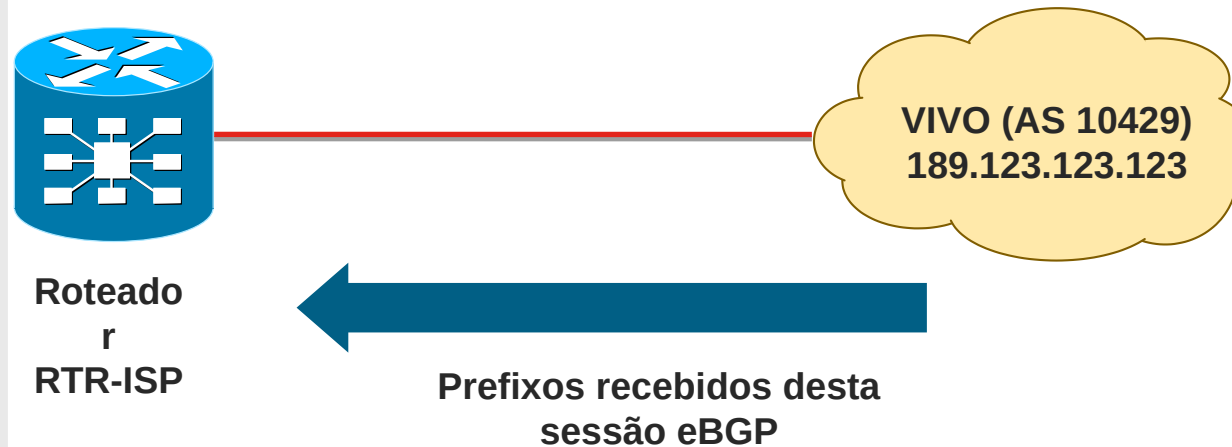 VIVO (AS 10429)
189.123.123.123
Roteado
r
RTR-ISP
Prefixos recebidos desta
sessão eBGP